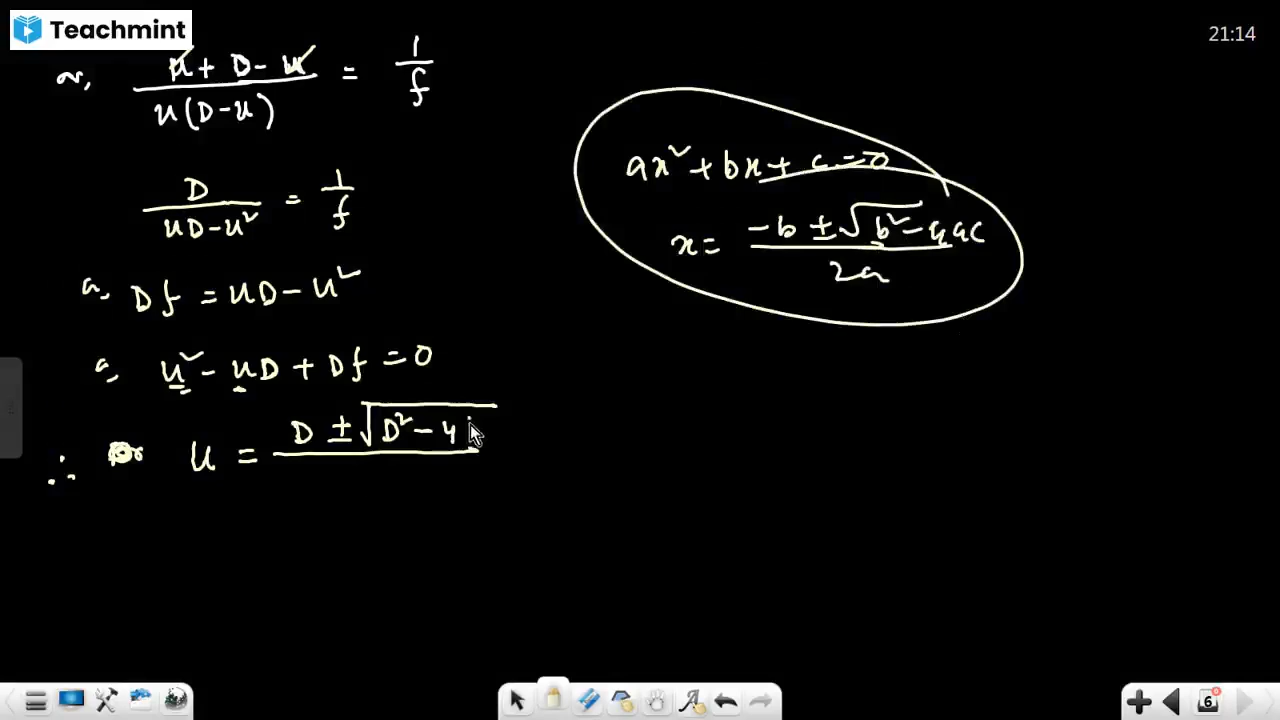 Teachmint
21:14
or, u + D - u / u(D-u) = 1/f
D / uD - u² = 1/f
a, Df = uD - u²
a, u² - uD + Df = 0
∴ or u = D ± √D² - 4
ax² + bx + c = 0
x = -b ± √b² - 4ac / 2a
6